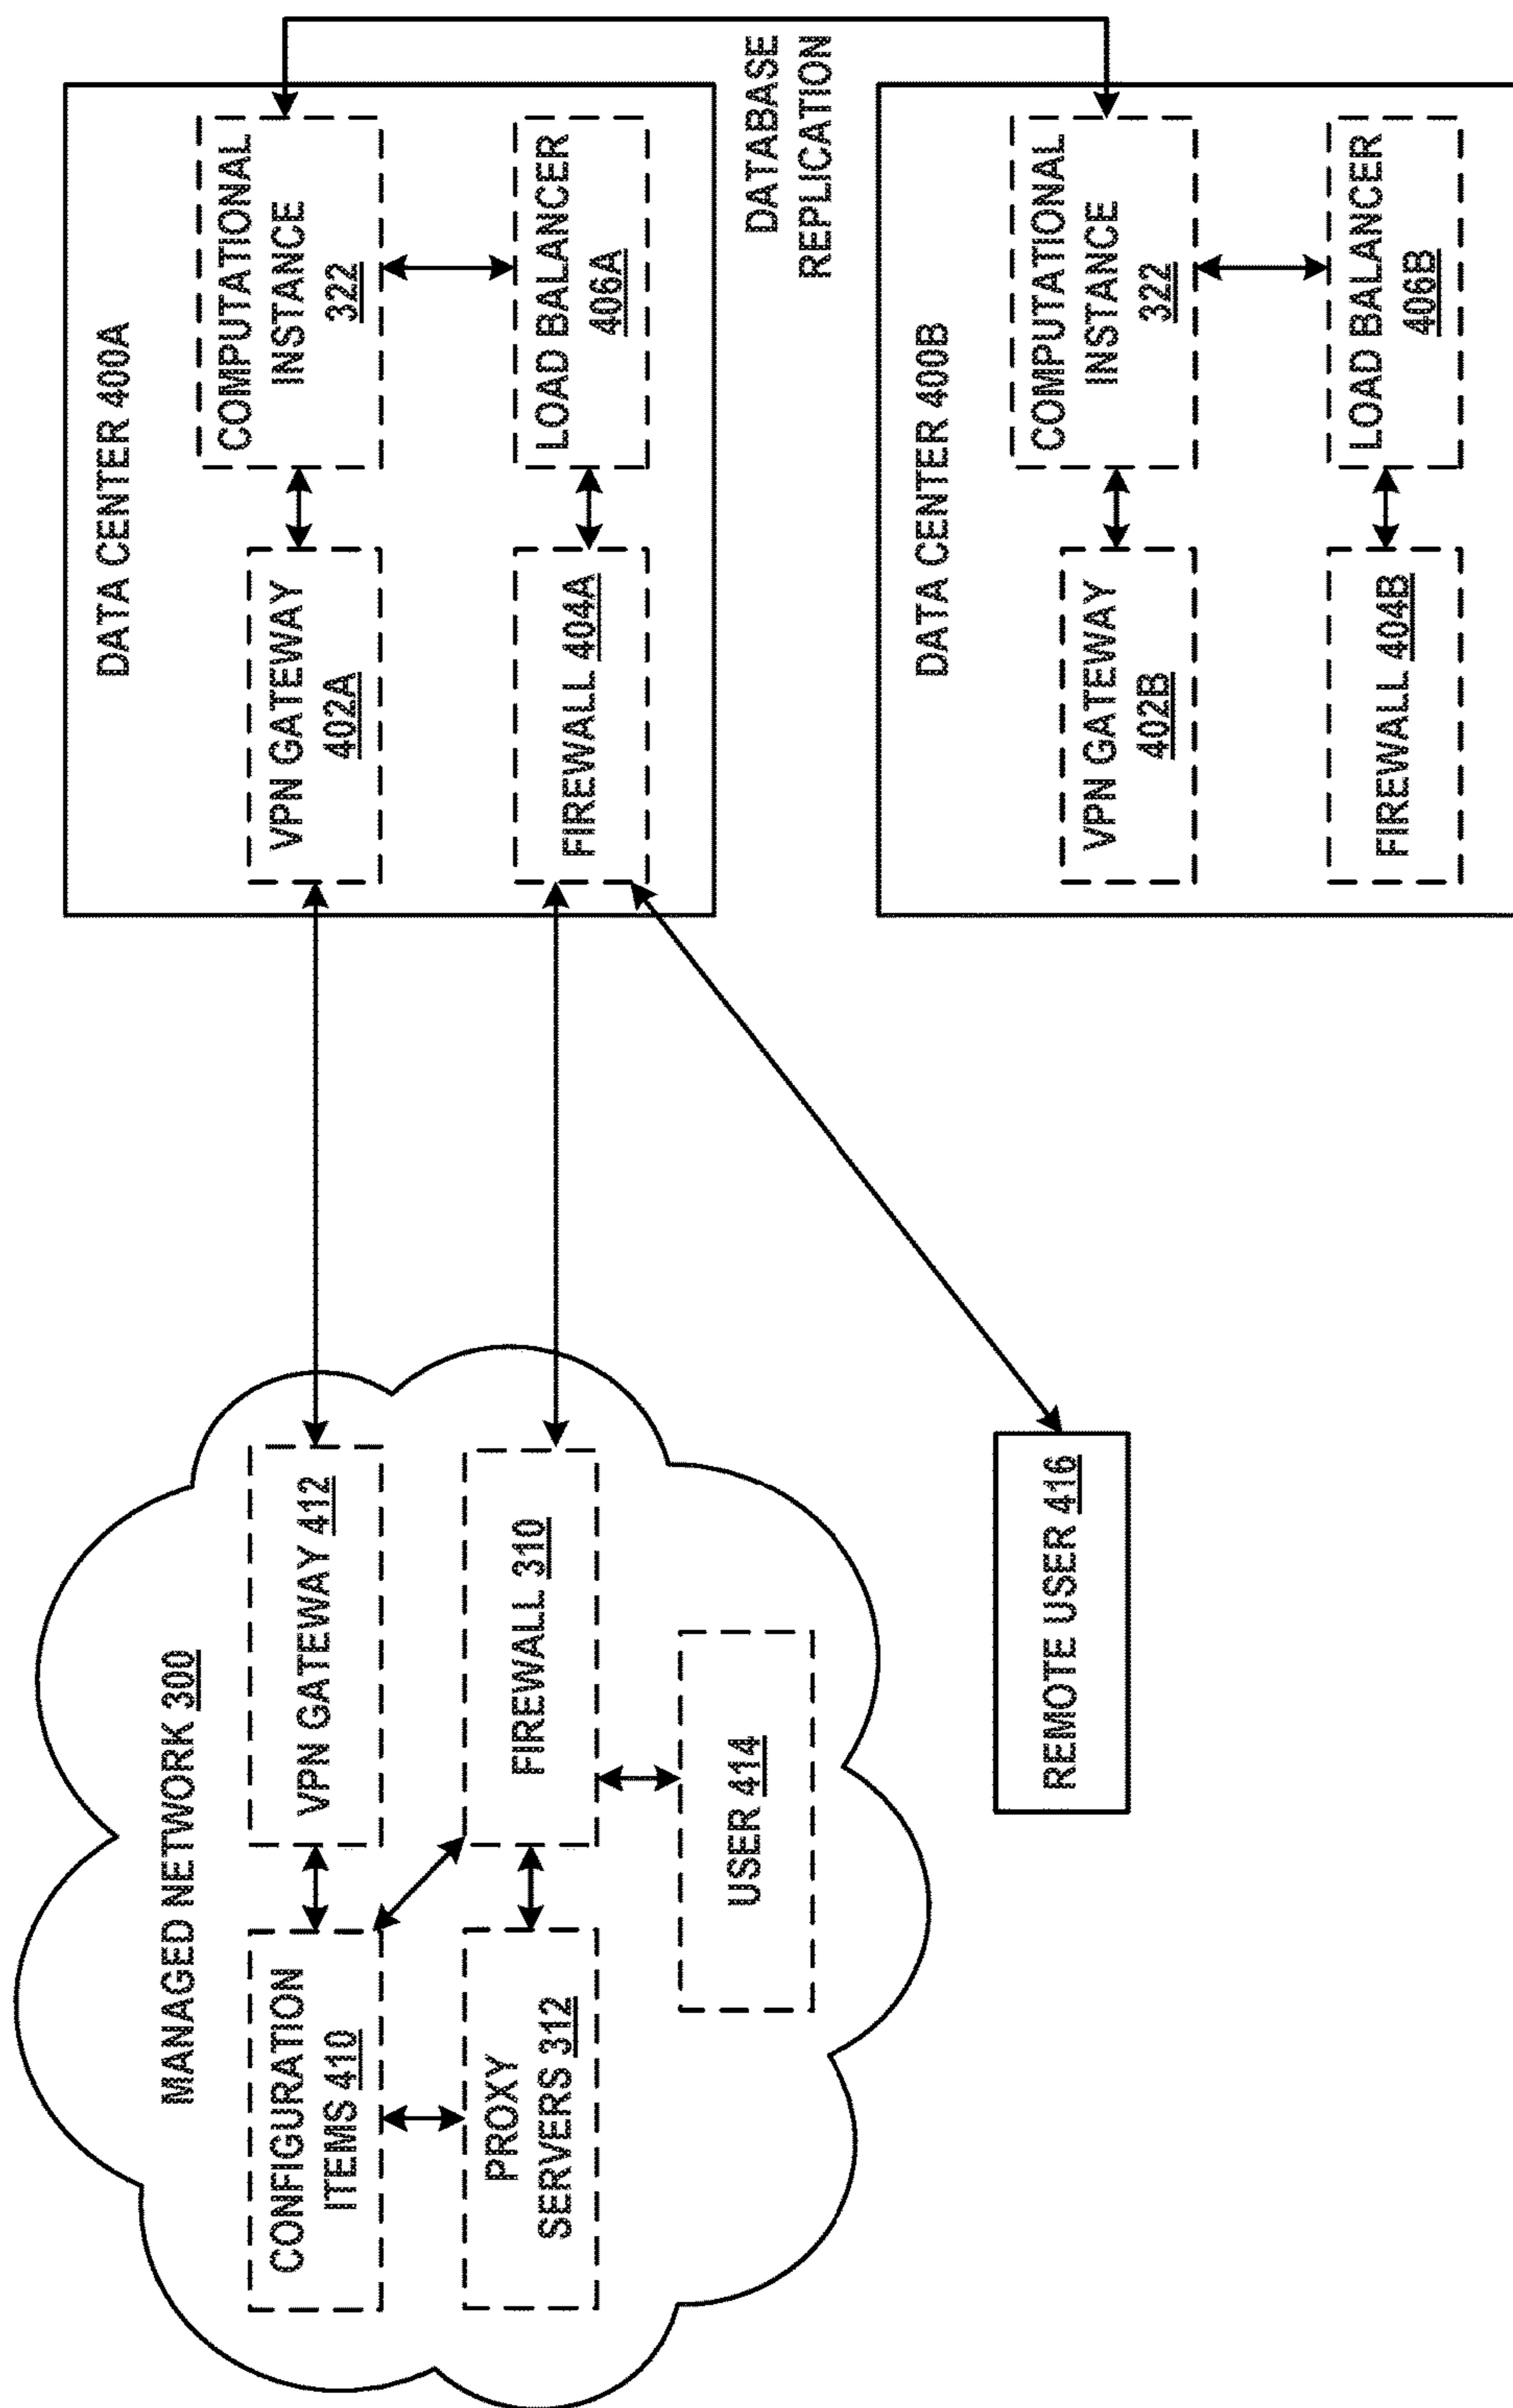 MANAGED NETWORK 300
CONFIGURATION
ITEMS 410
VPN GATEWAY 412
PROXY
SERVERS 312
FIREWALL 310
USER 414
REMOTE USER 416
DATA CENTER 400A
VPN GATEWAY
402A
COMPUTATIONAL
INSTANCE
322
FIREWALL 404A
LOAD BALANCER
406A
DATABASE
REPLICATION
DATA CENTER 400B
VPN GATEWAY
402B
COMPUTATIONAL
INSTANCE
322
FIREWALL 404B
LOAD BALANCER
406B